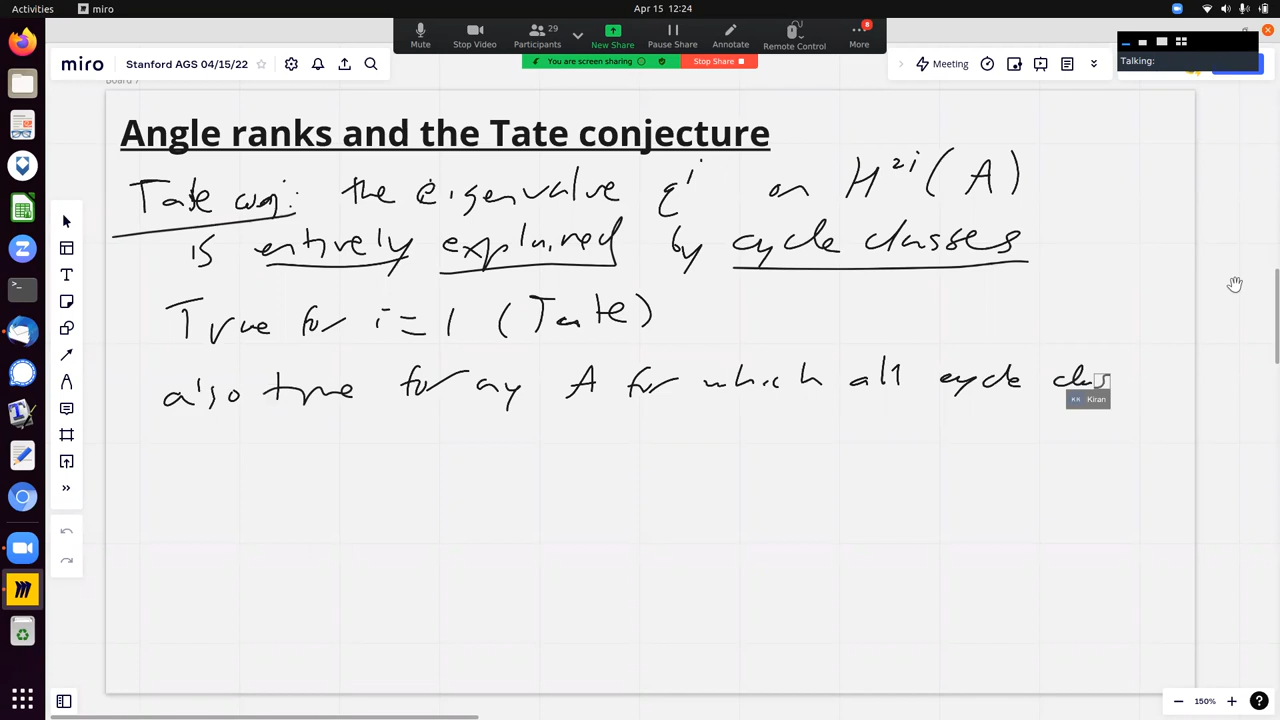 Activities
Apr 15 12:24
Mute
Stop Video
29
Participants
New Share
Pause Share
Annotate
Remote Control
8
More
You are screen sharing
Stop Share
Talking:
miro
Stanford AGS 04/15/22
Meeting
Angle ranks and the Tate conjecture
Tate conj: the eigenvalue q^i on H^{2i}(A)
is entirely explained by cycle classes
True for i=1 (Tate)
also true for any A for which all cycle
KK Kiran
150%